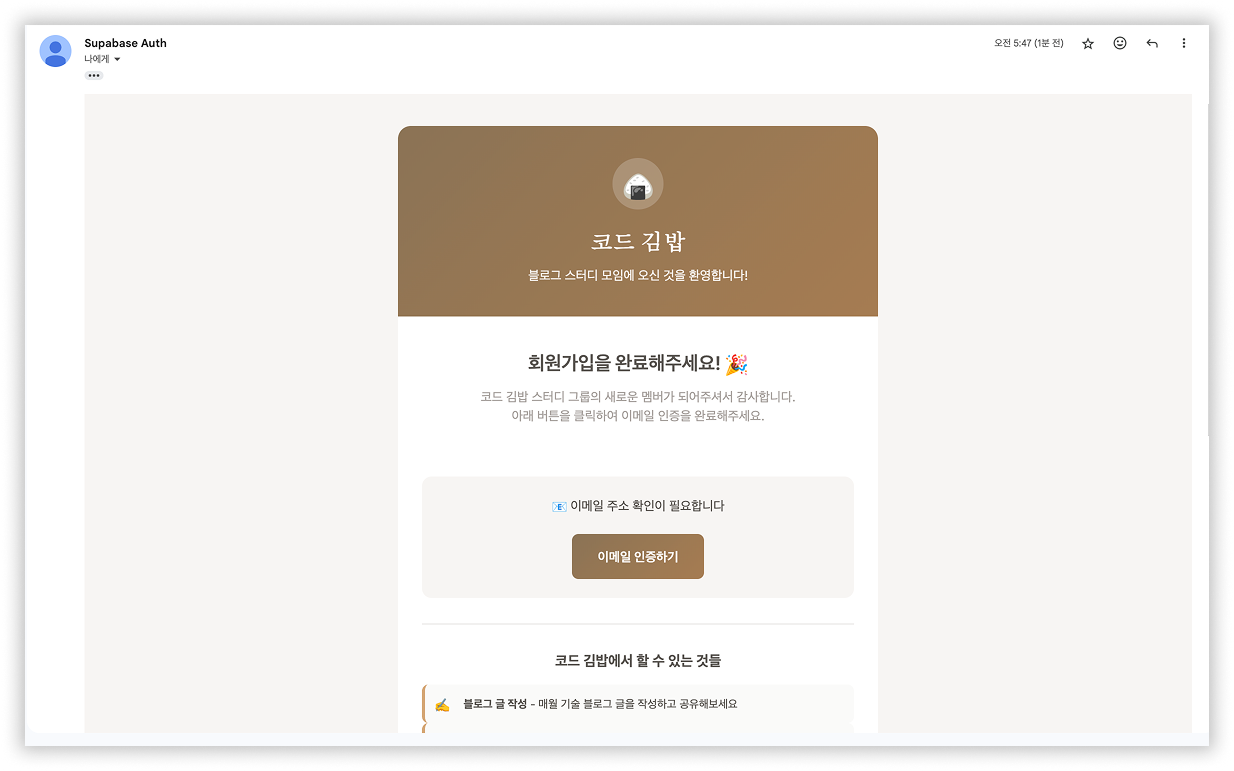 Supabase Auth
오전 5:47 (1분 전)
나에게
코드 김밥
블로그 스터디 모임에 오신 것을 환영합니다!
회원가입을 완료해주세요! 🎉
코드 김밥 스터디 그룹의 새로운 멤버가 되어주셔서 감사합니다.
아래 버튼을 클릭하여 이메일 인증을 완료해주세요.
📧 이메일 주소 확인이 필요합니다
이메일 인증하기
코드 김밥에서 할 수 있는 것들
✍️ 블로그 글 작성 - 매월 기술 블로그 글을 작성하고 공유해보세요